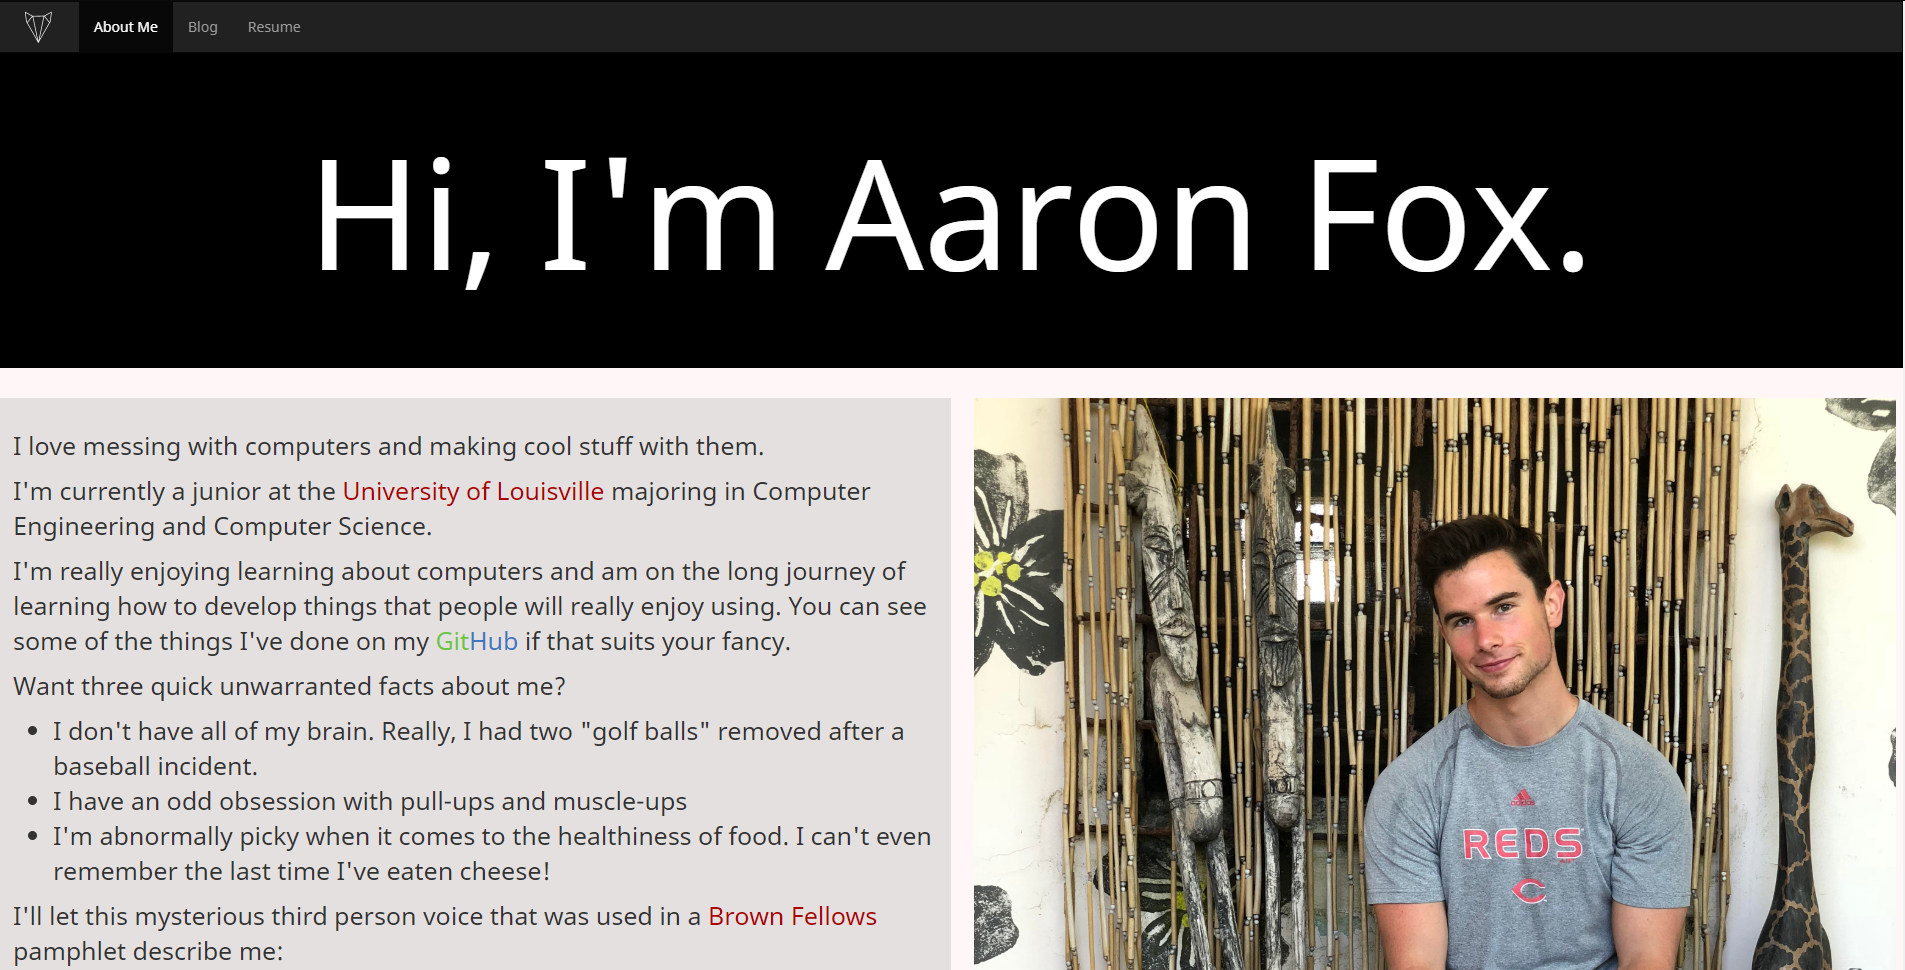 About Me Blog Resume
Hi, I'm Aaron Fox.
I love messing with computers and making cool stuff with them.
I'm currently a junior at the University of Louisville majoring in Computer
Engineering and Computer Science.
I'm really enjoying learning about computers and am on the long journey of
learning how to develop things that people will really enjoy using. You can see
some of the things I've done on my GitHub if that suits your fancy.
Want three quick unwarranted facts about me?
I don't have all of my brain. Really, I had two "golf balls" removed after a
baseball incident.
I have an odd obsession with pull-ups and muscle-ups
I'm abnormally picky when it comes to the healthiness of food. I can't even
remember the last time I've eaten cheese!
I'll let this mysterious third person voice that was used in a Brown Fellows
pamphlet describe me:
adidas
REDS